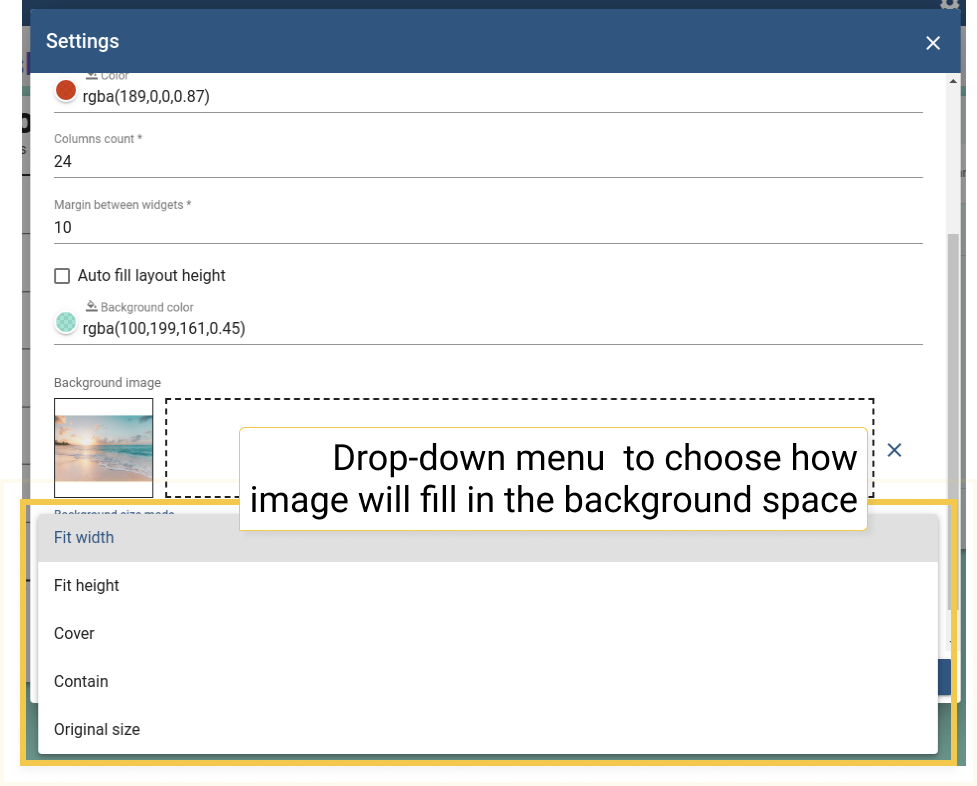 Settings
Color
rgba(189,0,0,0.87)
Columns count *
24
Margin between widgets *
10
Auto fill layout height
Background color
rgba(100,199,161,0.45)
Background image
Drop-down menu  to choose how
image will fill in the background space
Background size mode
Fit width
Fit height
Cover
Contain
Original size